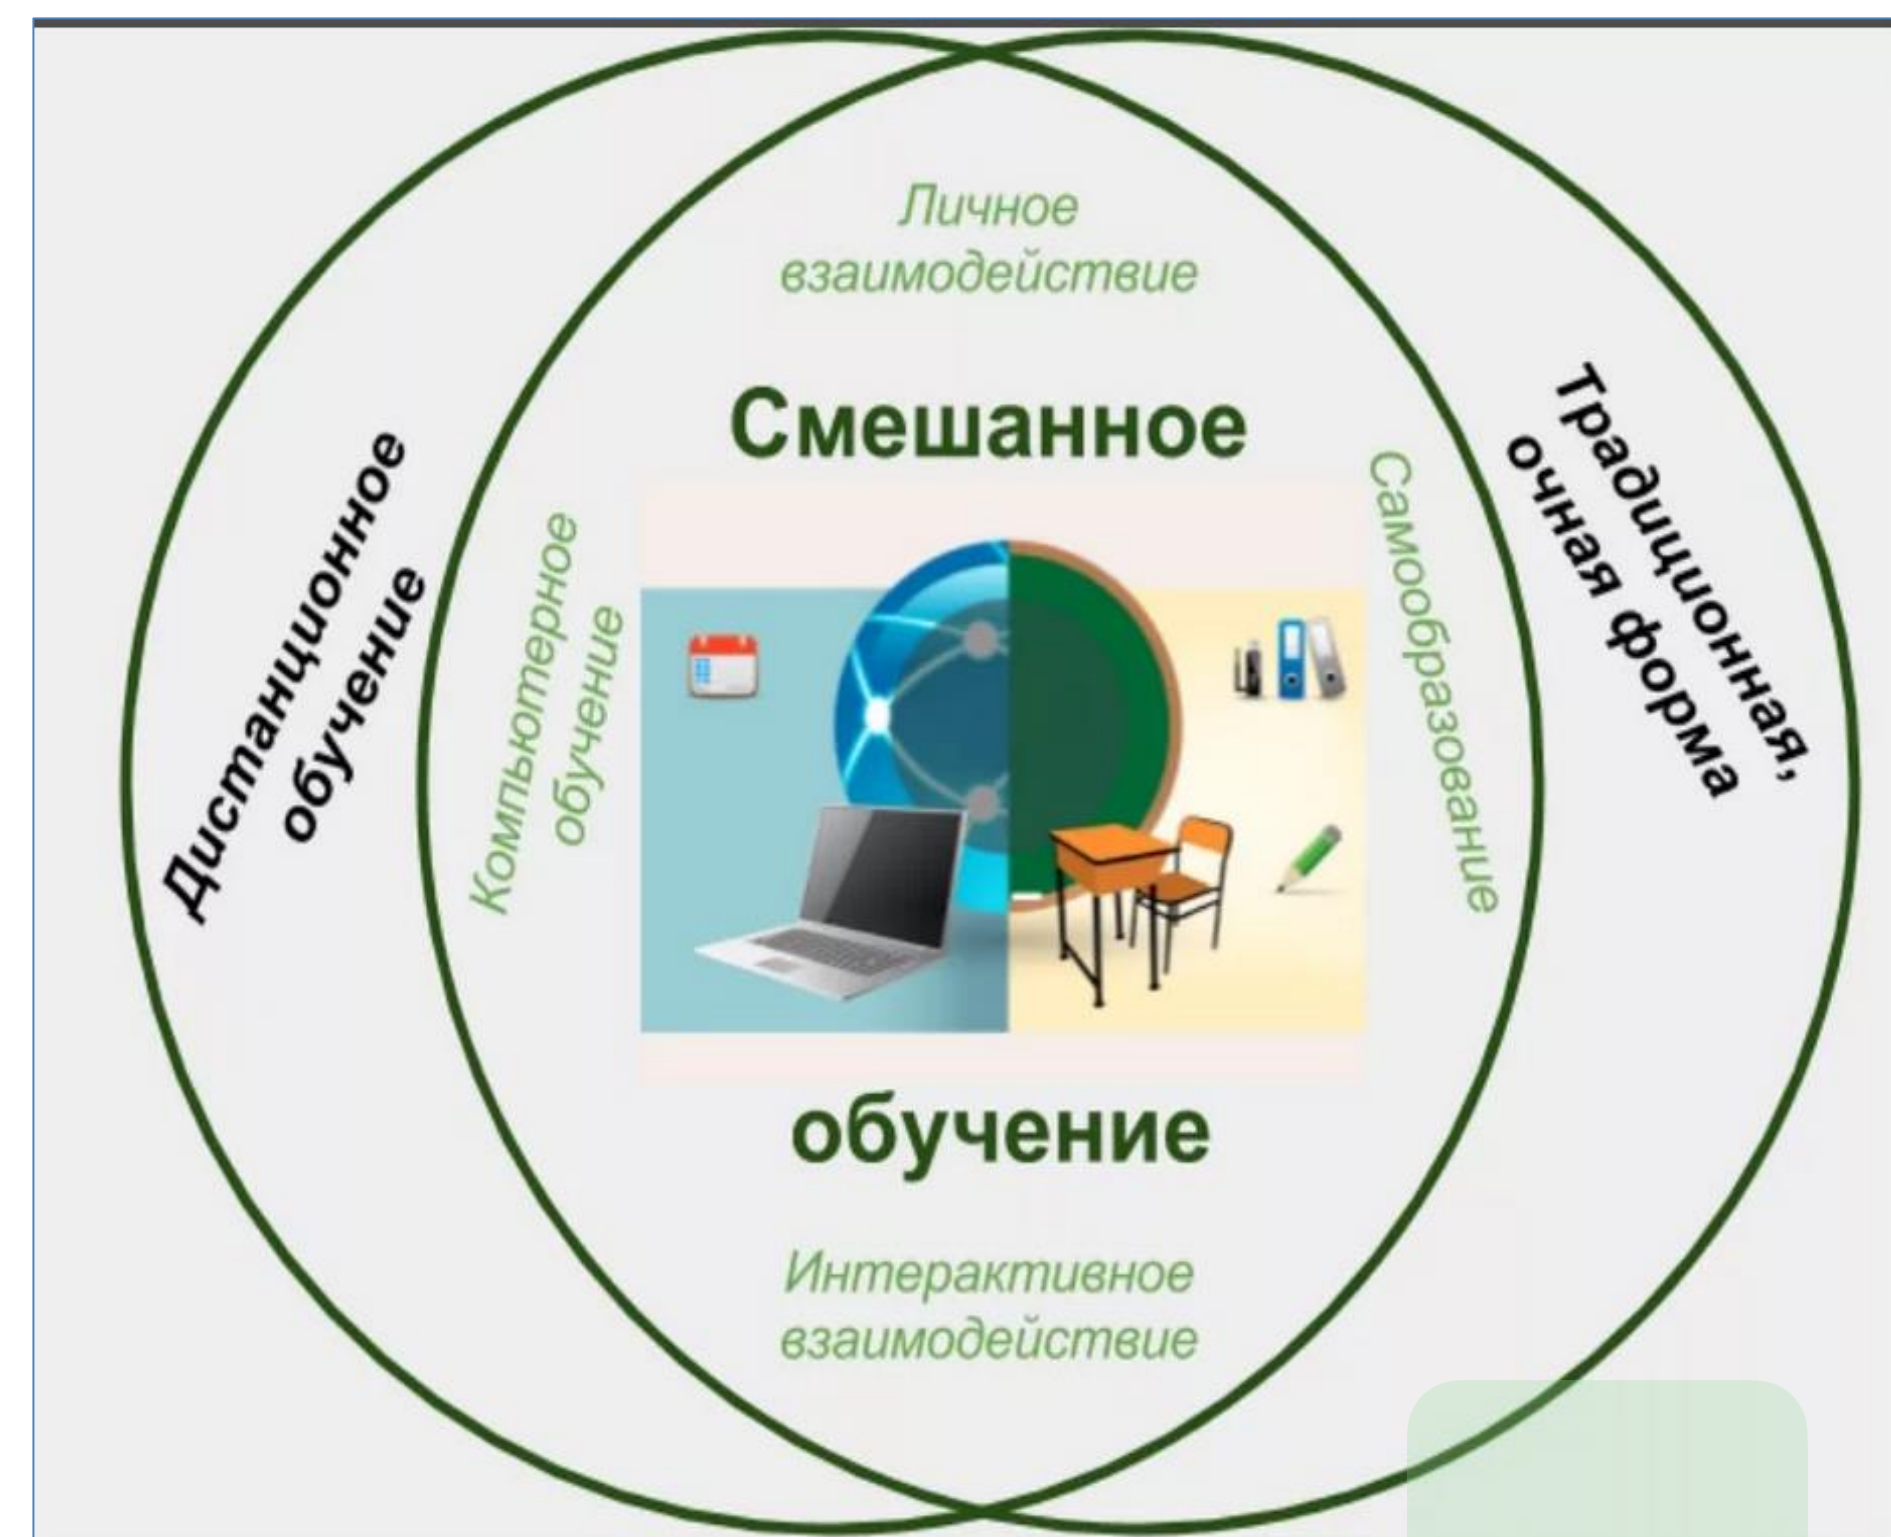 Личное
взаимодействие
Смешанное
Дистанционное
обучение
Компьютерное
обучение
Самообразование
Традиционная,
очная форма
обучение
Интерактивное
взаимодействие